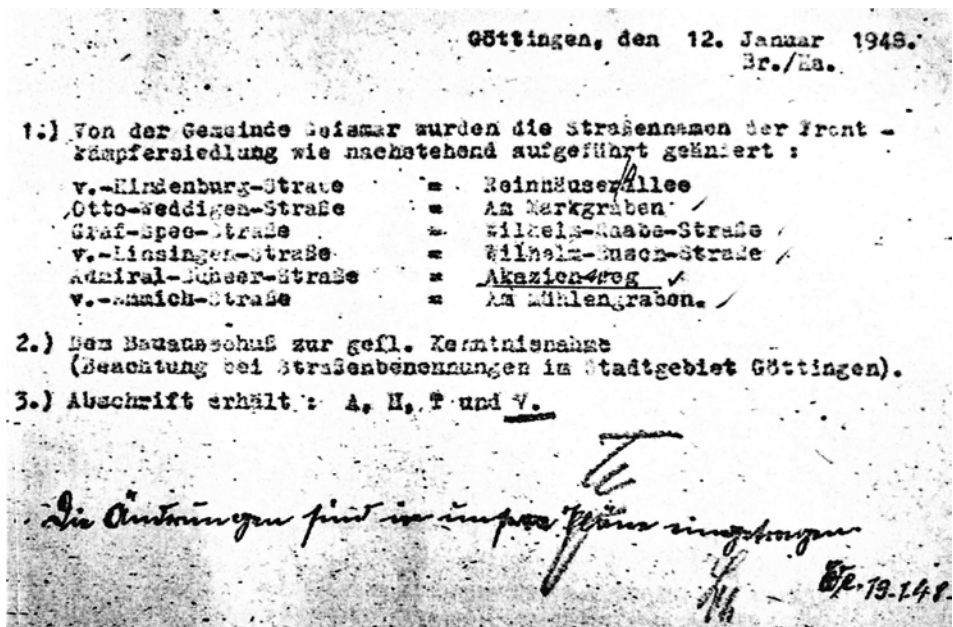 Göttingen, den 12. Januar 1948.
Br./Ha.
1.) Von der Gemeinde Geismar wurden die Straßennamen der Front -
kämpfersiedlung wie nachstehend aufgeführt geändert :
v.-Hindenburg-Straße = Reinhäuser Allee
Otto-Weddigen-Straße = Am Markgraben
Graf-Spee-Straße = Wilhelm-Raabe-Straße
v.-Linsingen-Straße = Wilhelm-Busch-Straße
Admiral-Scheer-Straße = Akazienweg
v.-Emmich-Straße = Am Mühlengraben.
2.) Dem Bauausschuß zur gefl. Kenntnisnahme
(Beachtung bei Straßenbenennungen im Stadtgebiet Göttingen).
3.) Abschrift erhält : A, H, T und V.
Die Änderungen sind in unsere Pläne eingetragen
19.1.48.